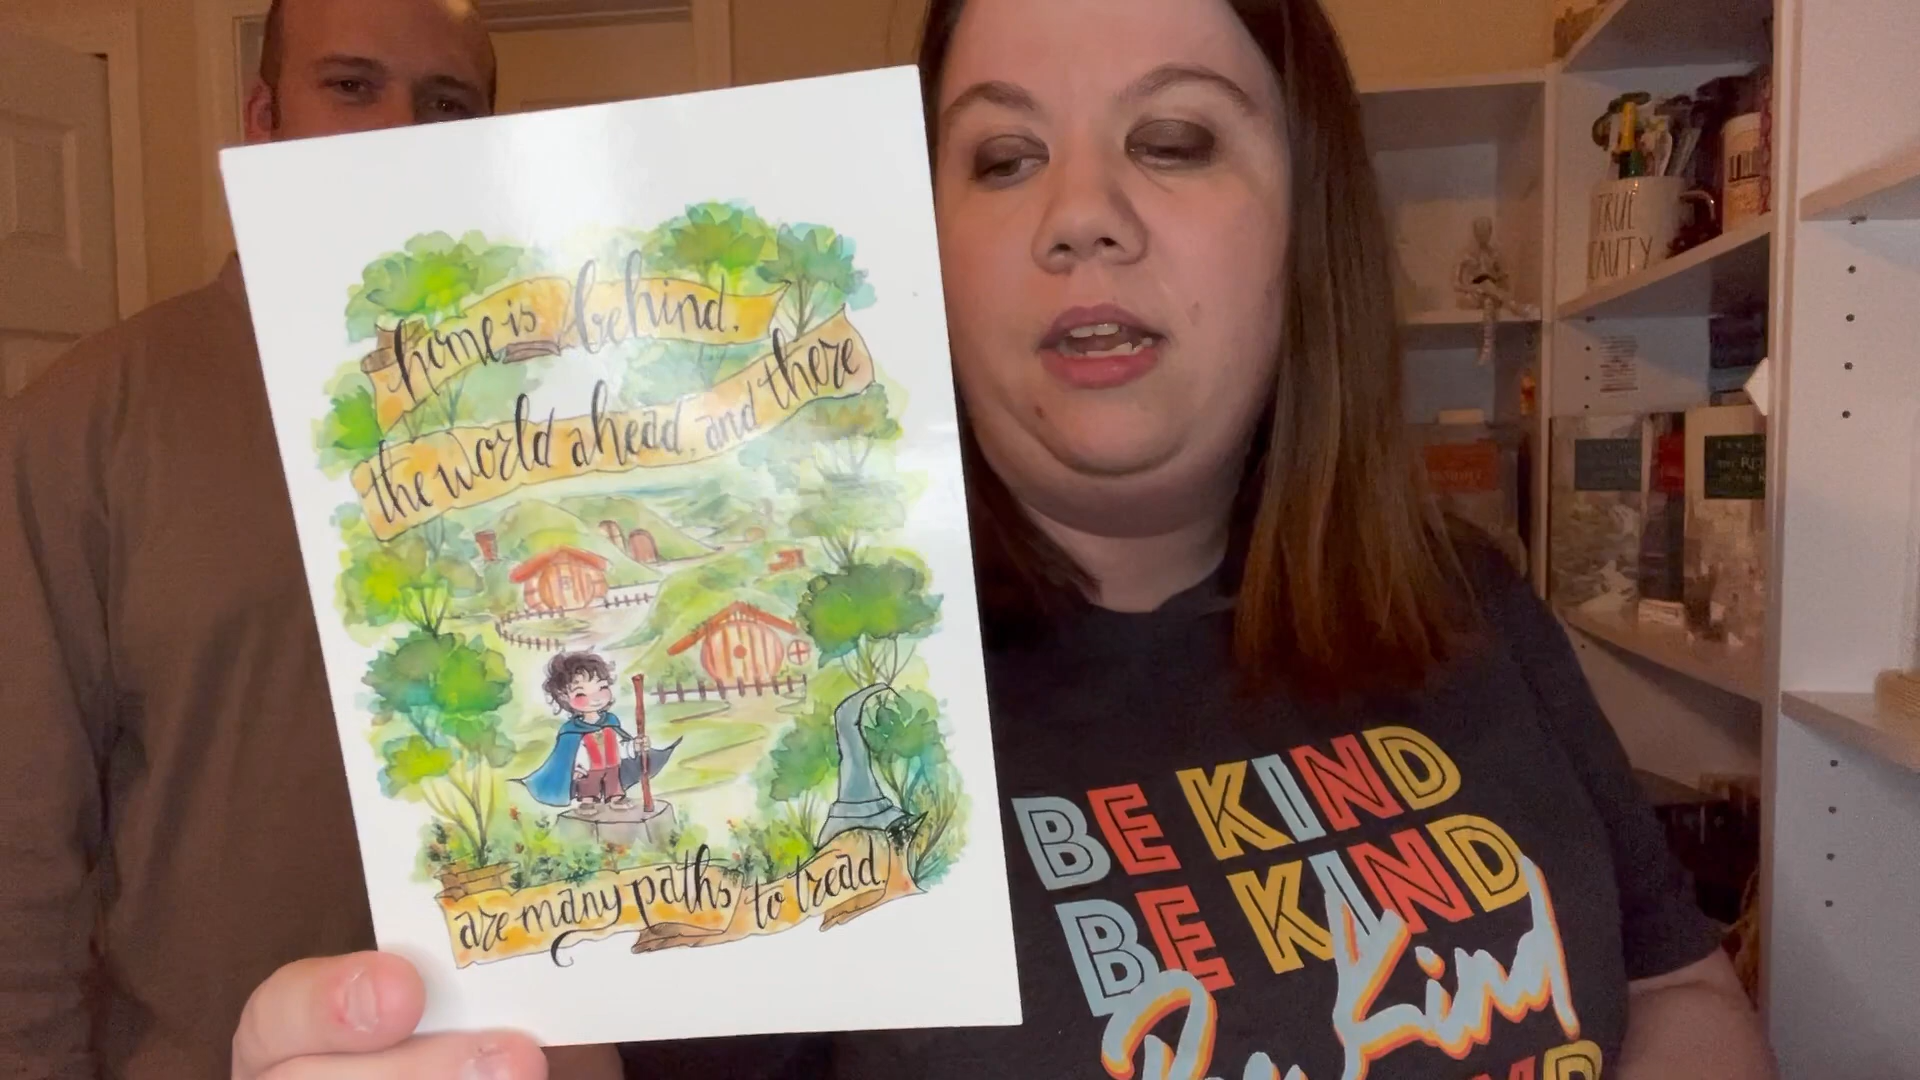 home is behind,
the world ahead, and there
are many paths to tread.
TRUE
BE KIND
BE KIND
Be Kind